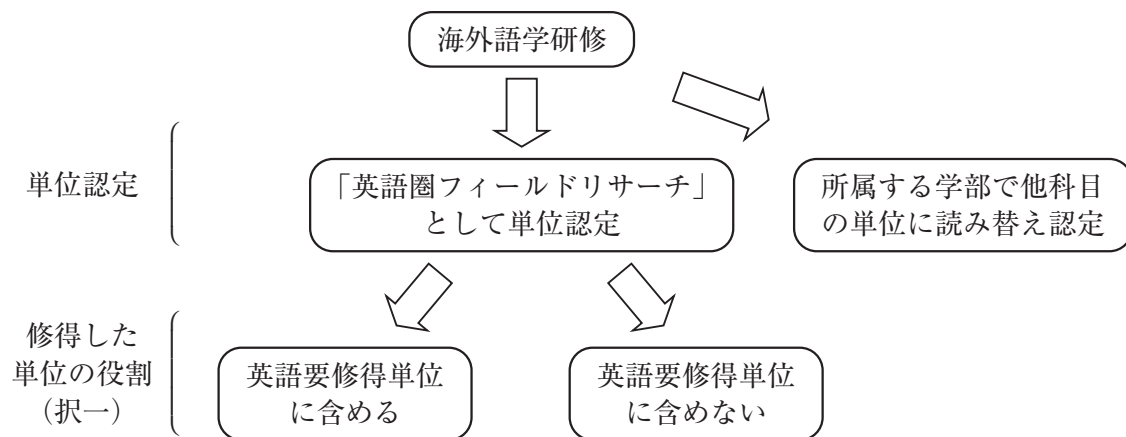 海外語学研修
単位認定
「英語圏フィールドリサーチ」
として単位認定
所属する学部で他科目
の単位に読み替え認定
修得した
単位の役割
（択一）
英語要修得単位
に含める
英語要修得単位
に含めない